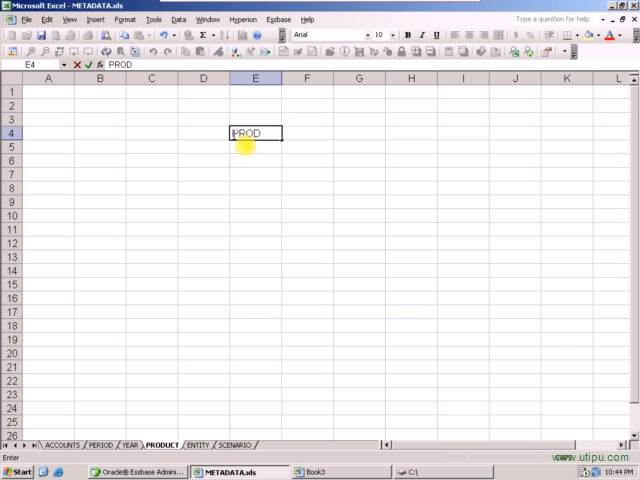 Microsoft Excel - METADATA.xls
File Edit View Insert Format Tools Data Window Hyperion Essbase Help Type a question for help
Arial 10 B I U $ %
E4 fx PROD
A B C D E F G H I J K L
1
2
3
4 PROD
5
6
7
8
9
10
11
12
13
14
15
16
17
18
19
20
21
22
23
24
25
26
ACCOUNTS PERIOD YEAR PRODUCT ENTITY SCENARIO
Enter CAPS
www.utipu.com
Start Oracle® Essbase Admini... METADATA.xls Book3 C:\ 10:44 PM